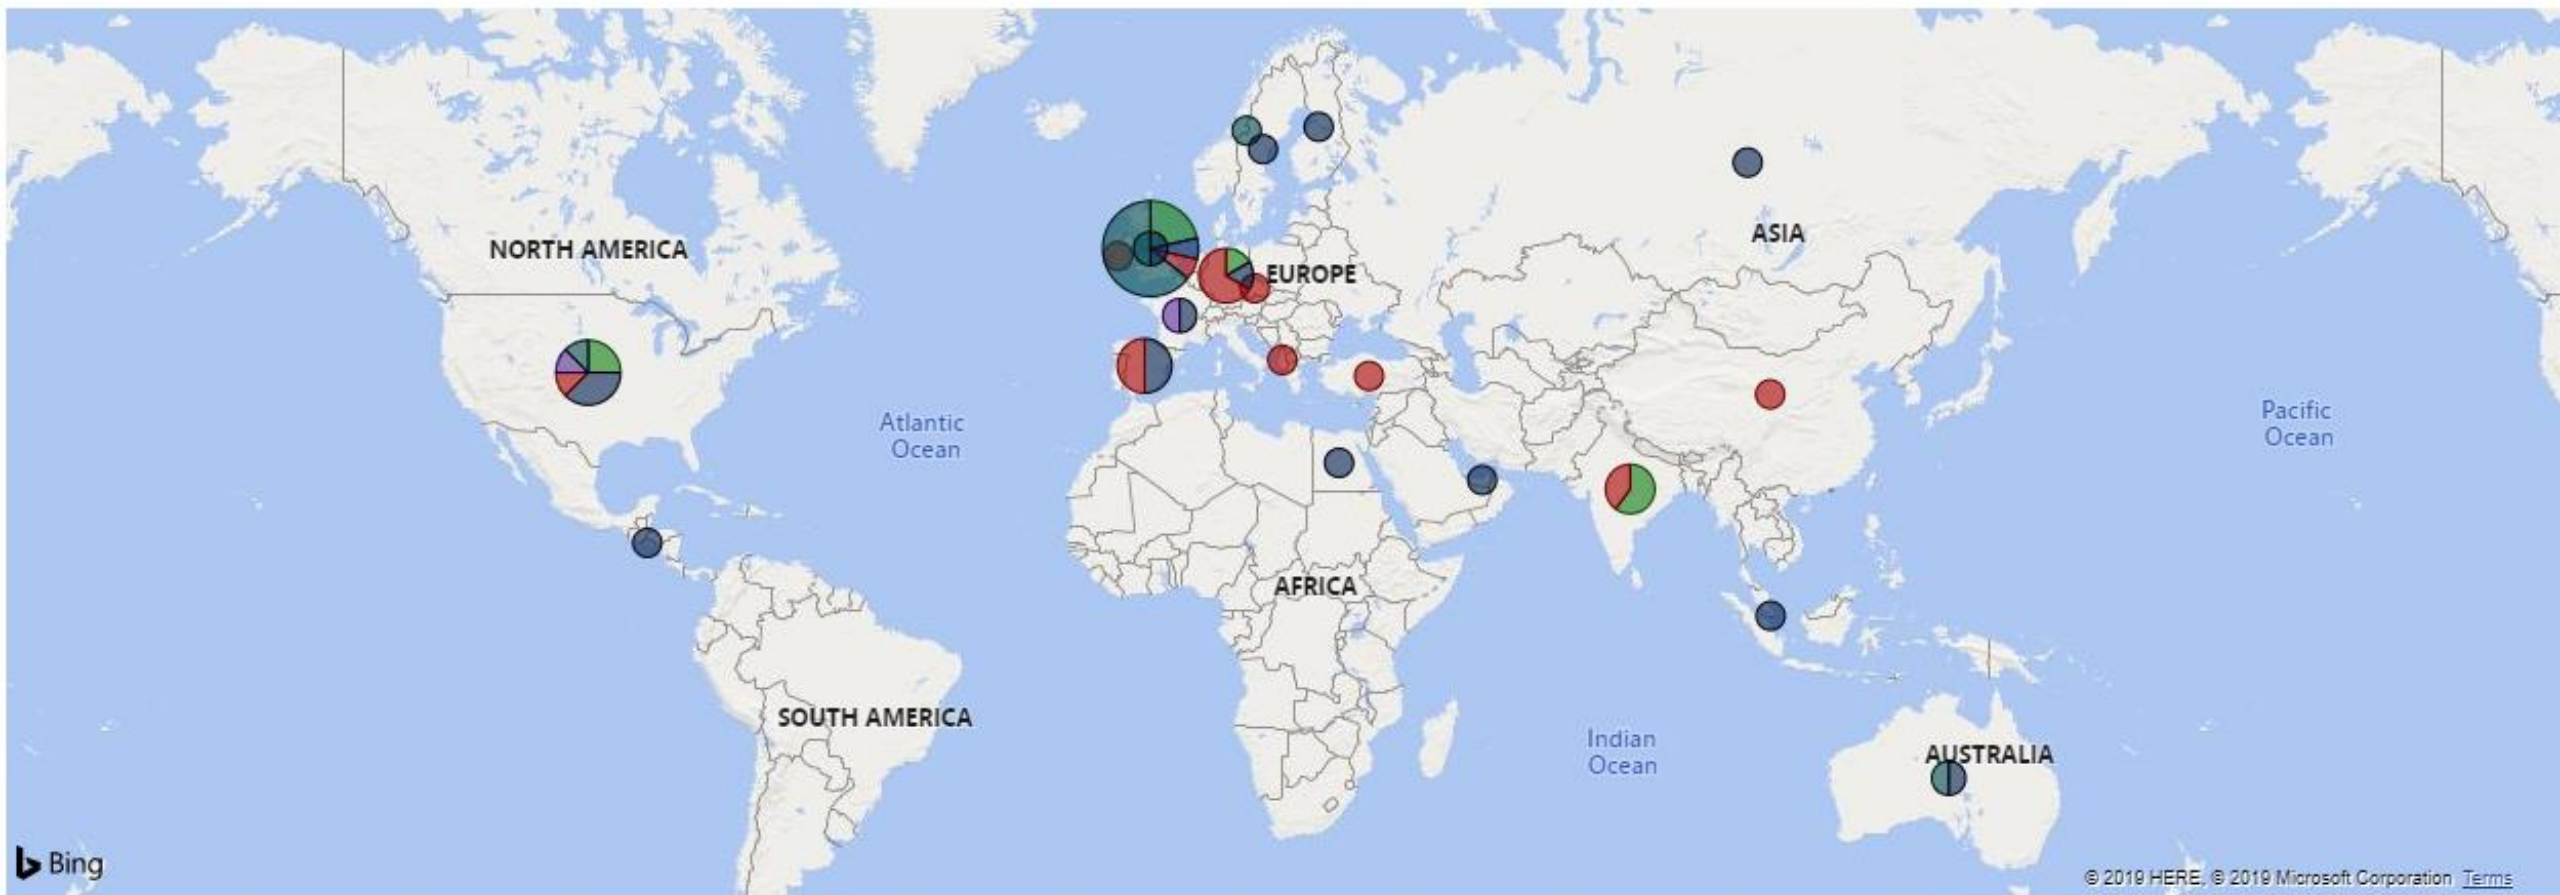 NORTH AMERICA
ASIA
EUROPE
Atlantic
Ocean
Pacific
Ocean
AFRICA
SOUTH AMERICA
Indian
Ocean
AUSTRALIA
Bing
© 2019 HERE, © 2019 Microsoft Corporation Terms